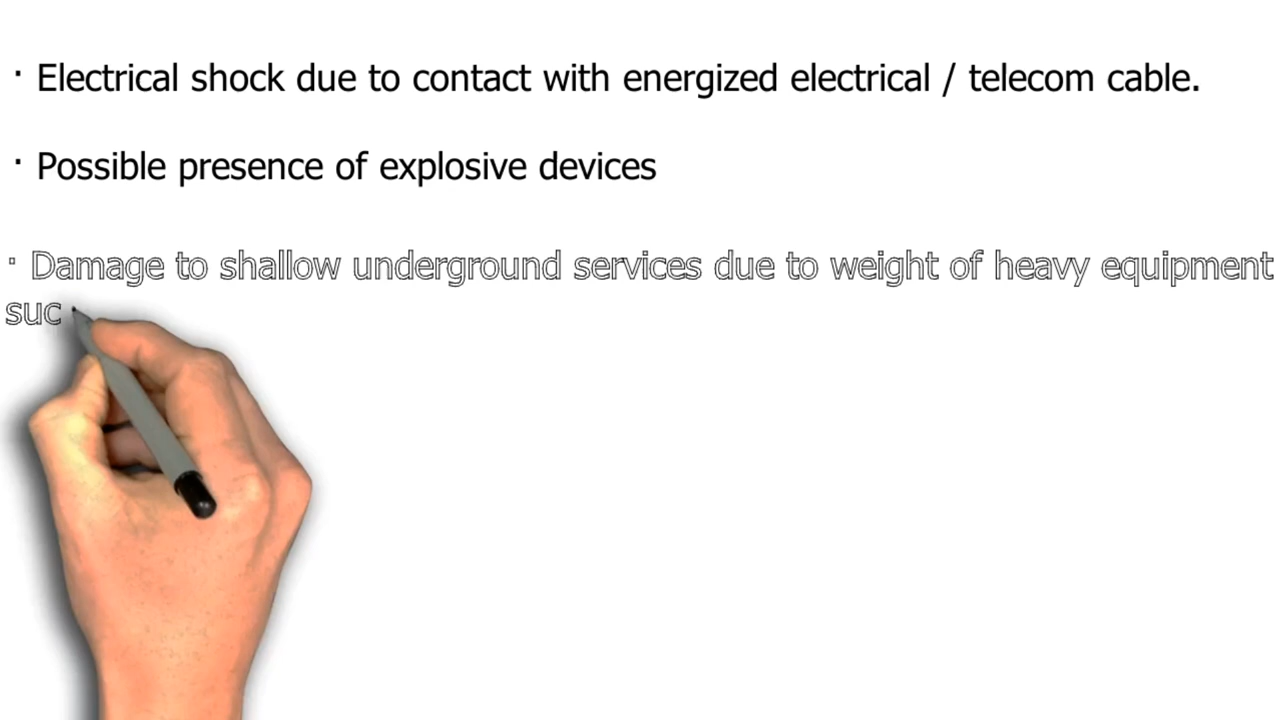 · Electrical shock due to contact with energized electrical / telecom cable.
· Possible presence of explosive devices
· Damage to shallow underground services due to weight of heavy equipment
suc